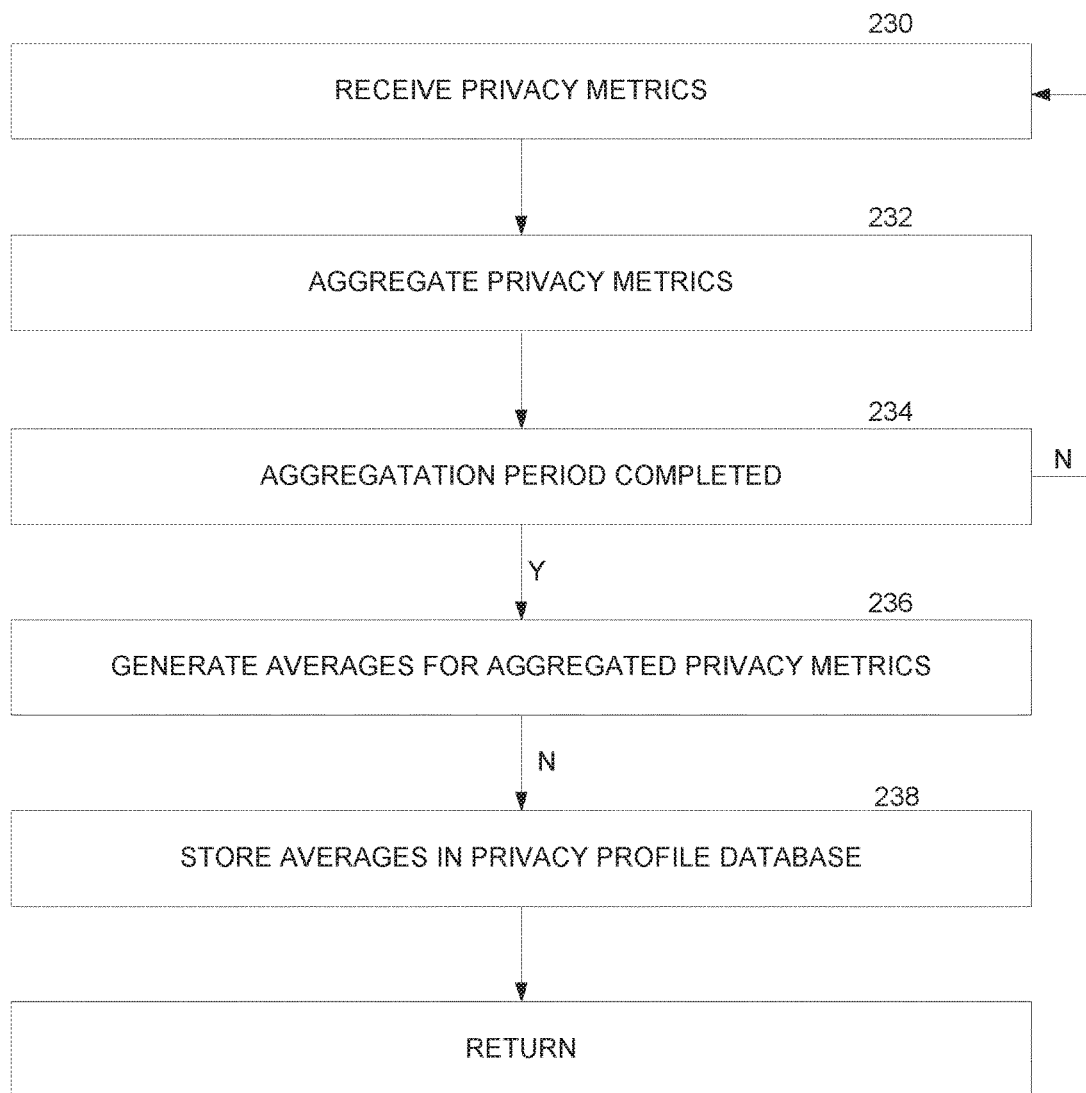 230
RECEIVE PRIVACY METRICS
232
AGGREGATE PRIVACY METRICS
234
AGGREGATATION PERIOD COMPLETED
N
Y
236
GENERATE AVERAGES FOR AGGREGATED PRIVACY METRICS
N
238
STORE AVERAGES IN PRIVACY PROFILE DATABASE
RETURN